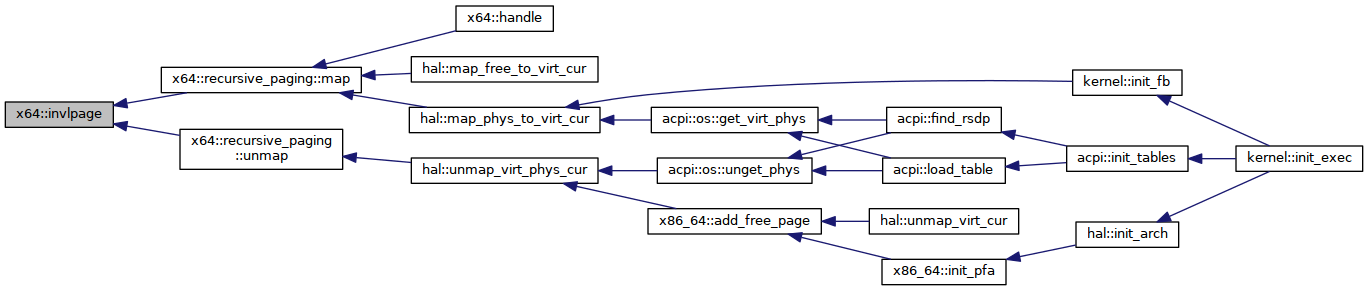 x64::invlpage
x64::recursive_paging::map
x64::recursive_paging
::unmap
x64::handle
hal::map_free_to_virt_cur
hal::map_phys_to_virt_cur
hal::unmap_virt_phys_cur
kernel::init_fb
acpi::os::get_virt_phys
acpi::os::unget_phys
x86_64::add_free_page
acpi::find_rsdp
acpi::load_table
hal::unmap_virt_cur
x86_64::init_pfa
acpi::init_tables
hal::init_arch
kernel::init_exec